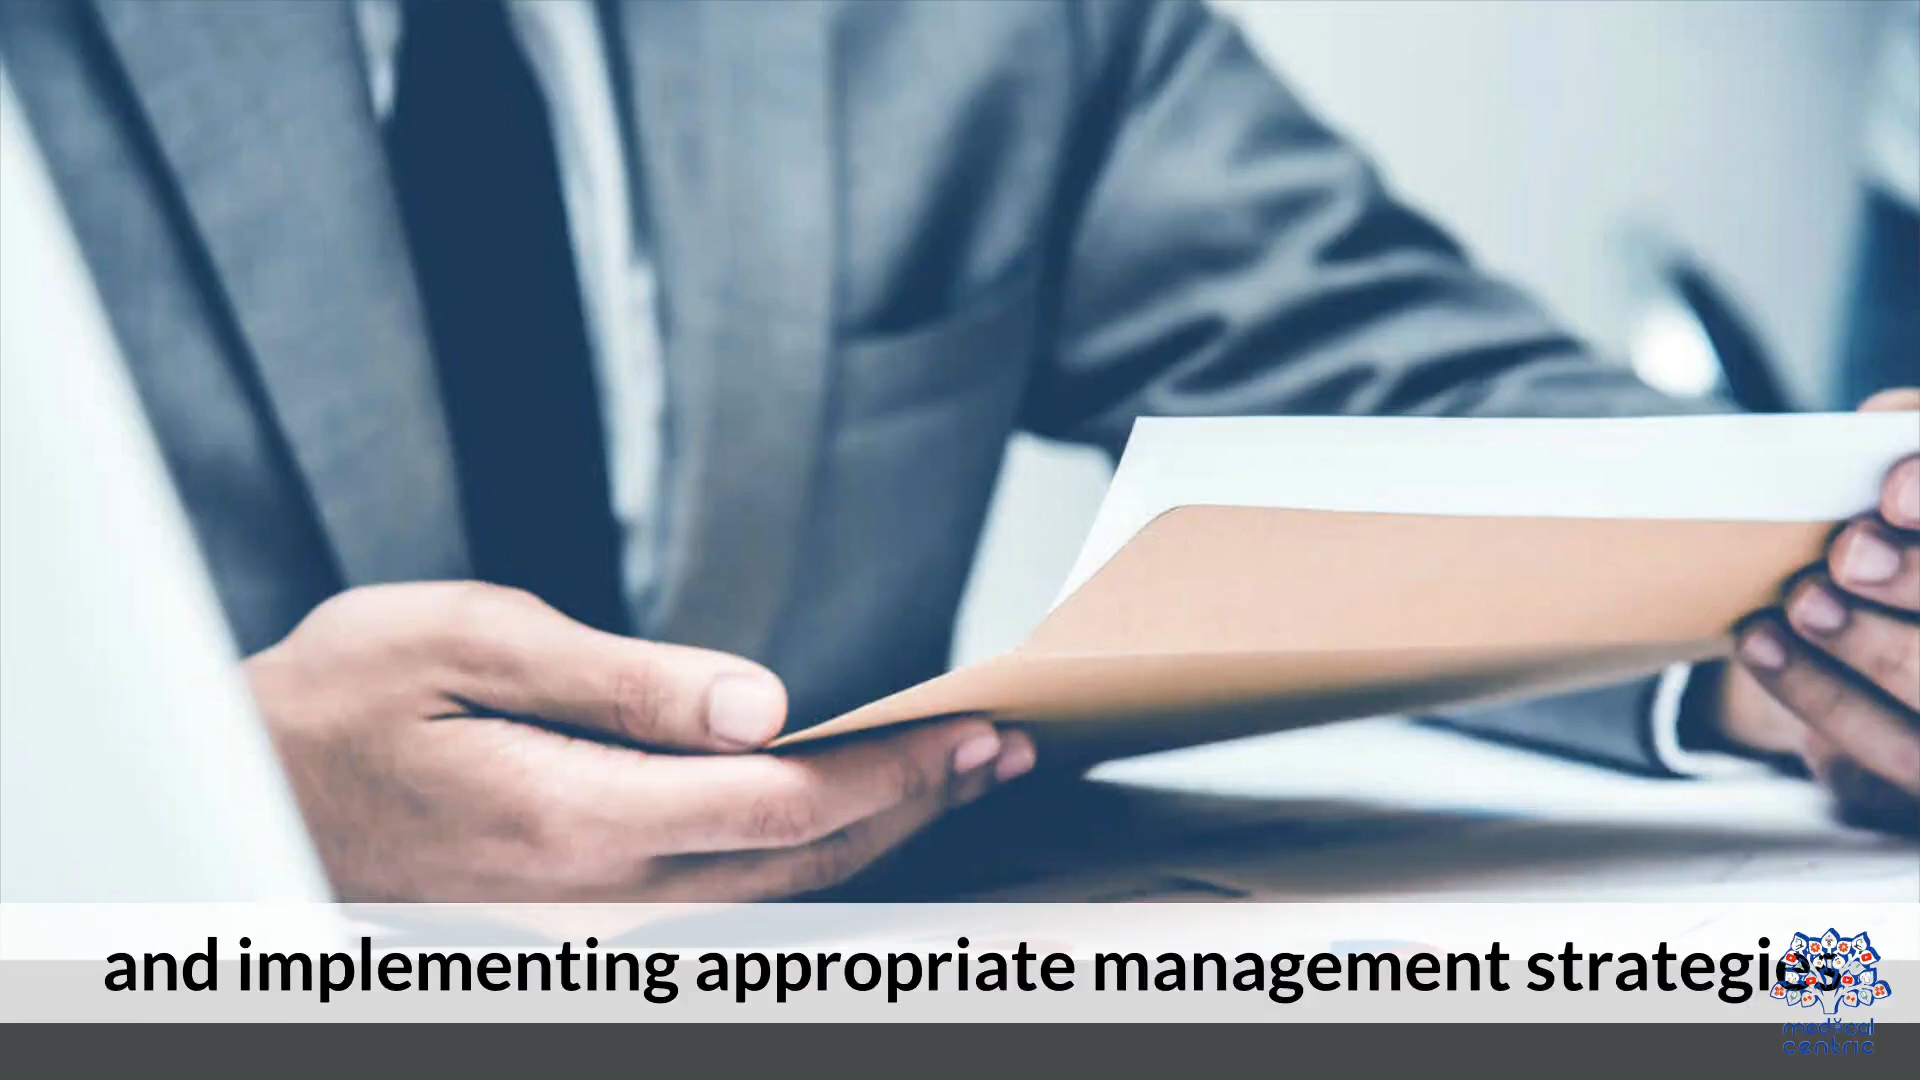 and implementing appropriate management strategies
medical
centric